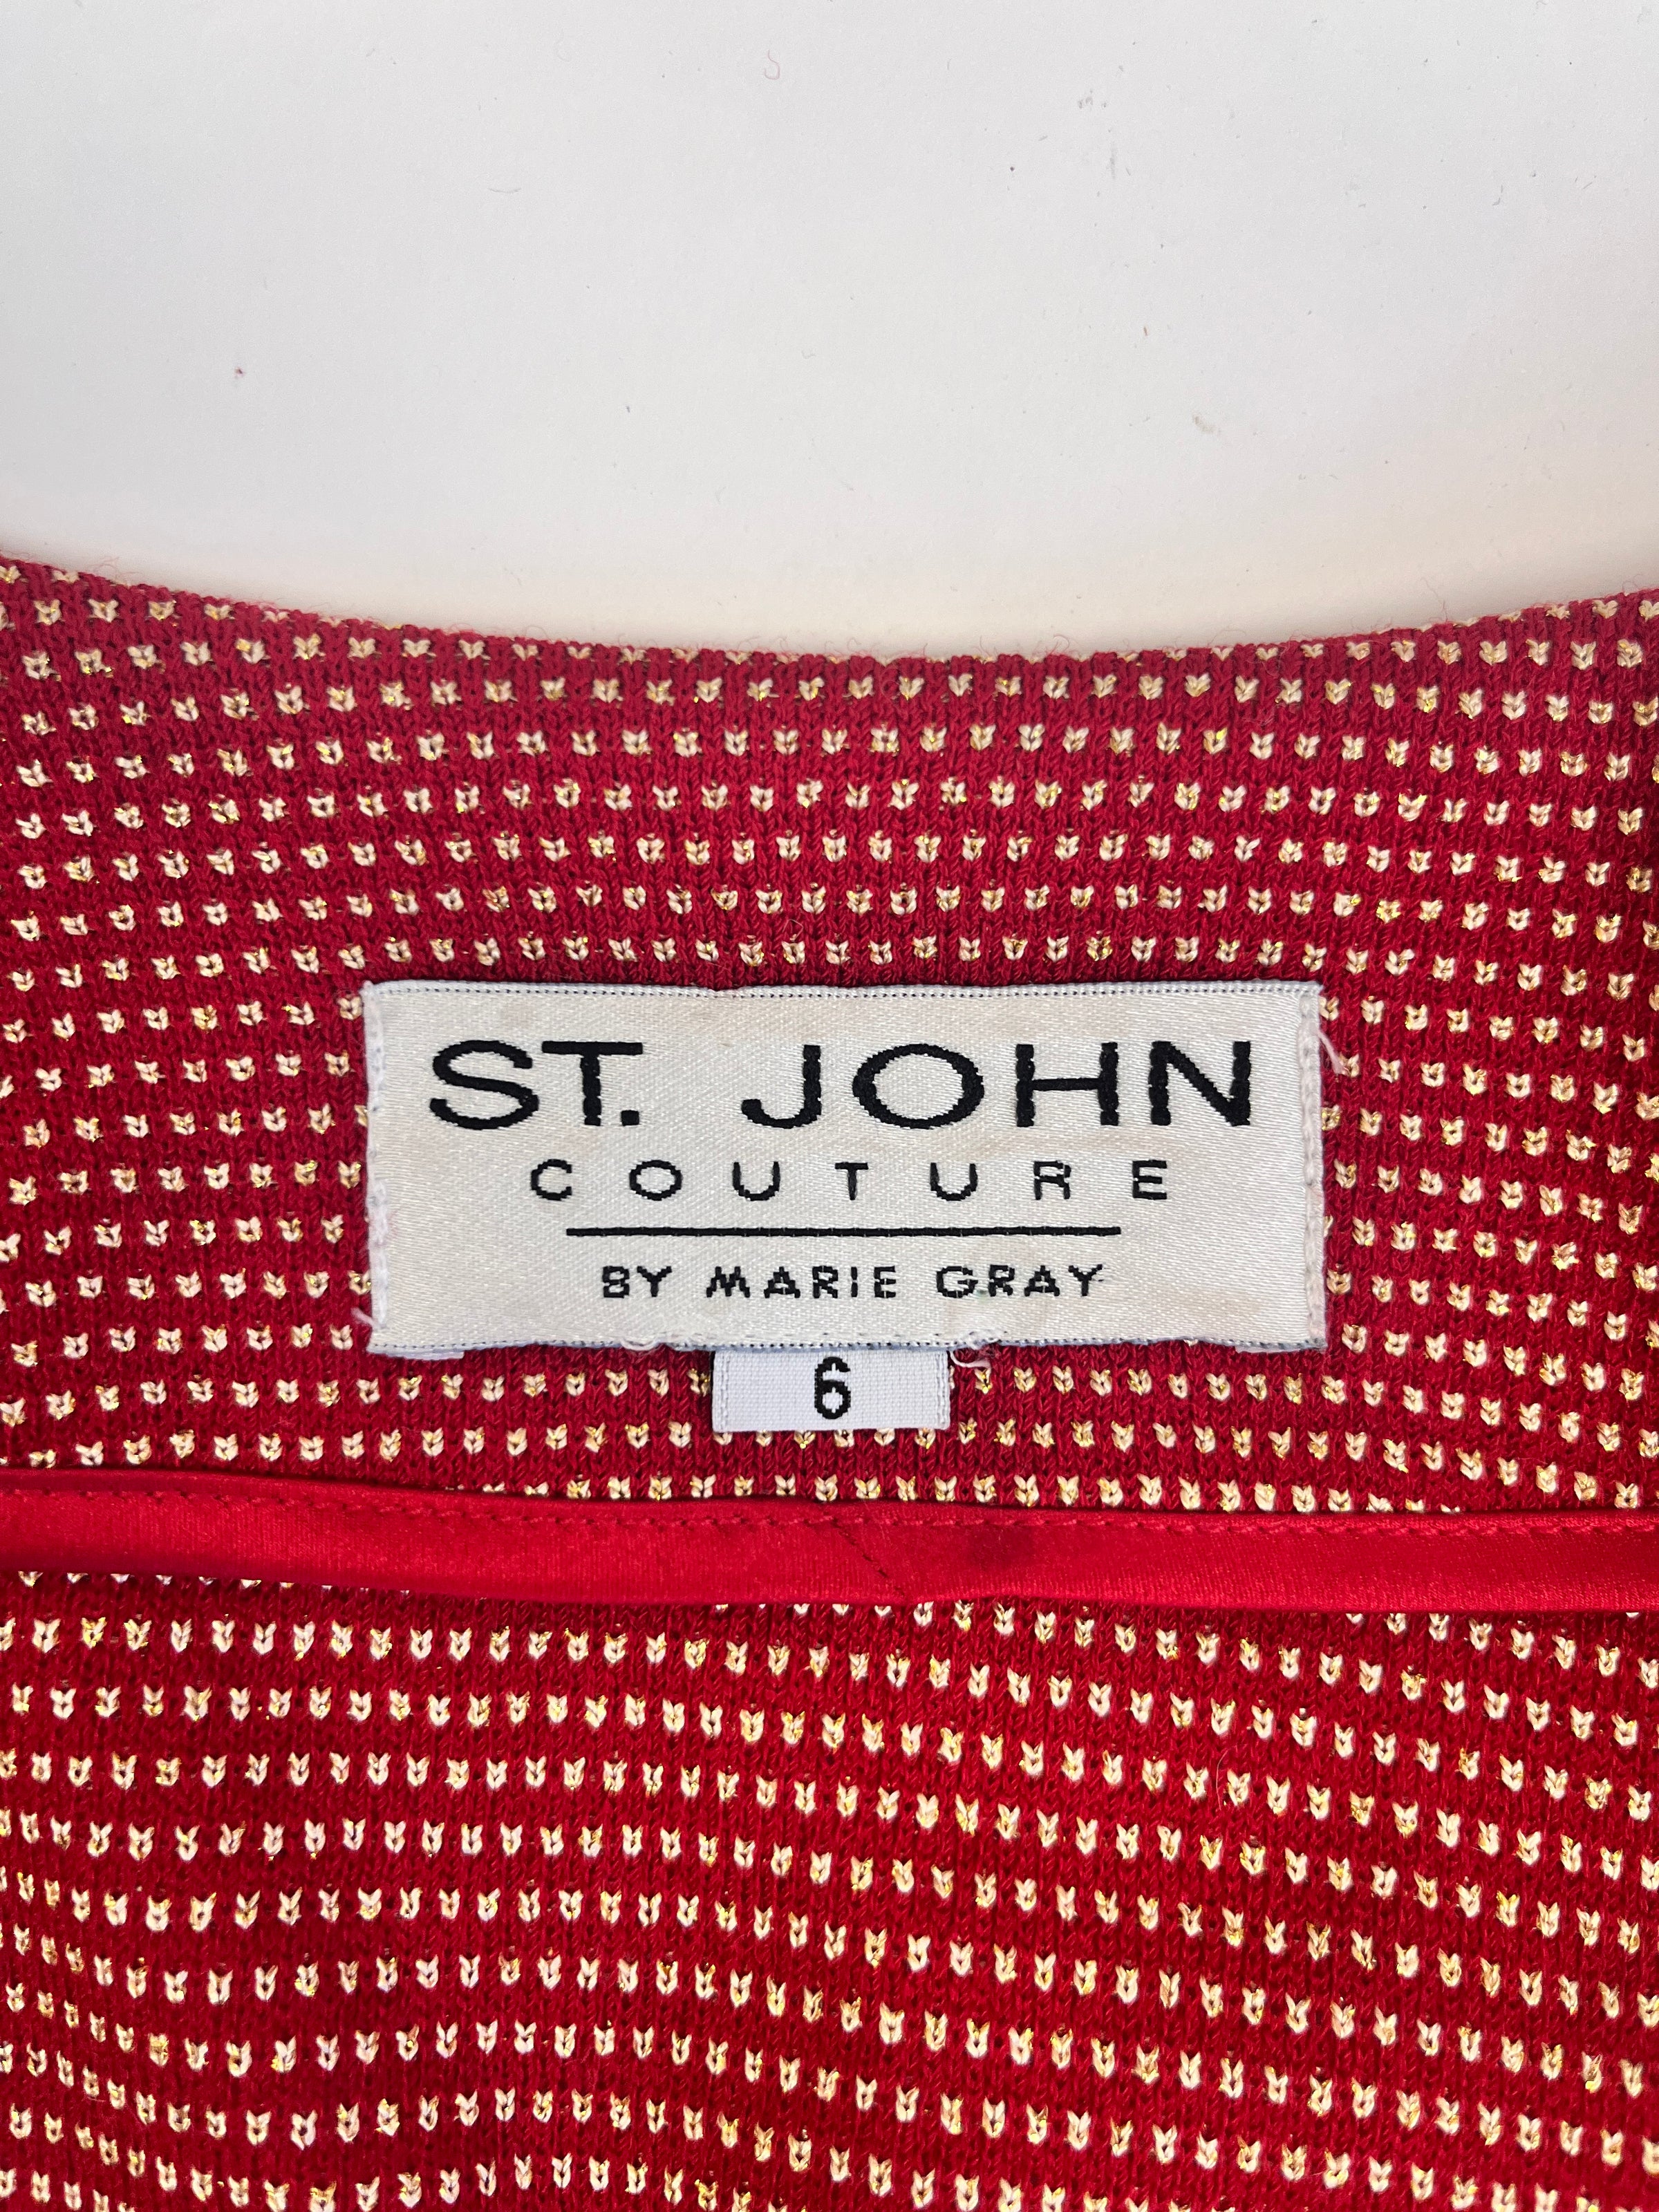 ST. JOHN
COUTURE
BY MARIE GRAY
6